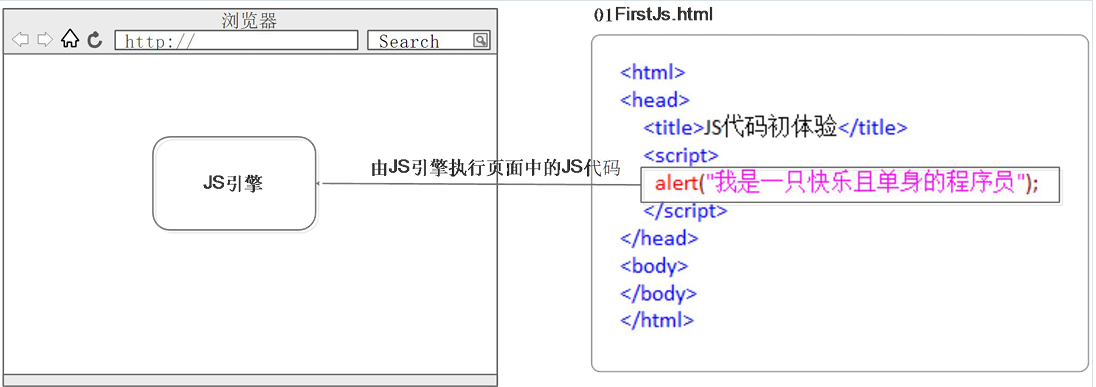 浏览器
http://
Search
JS引擎
由JS引擎执行页面中的JS代码
01FirstJs.html
<html>
<head>
<title>JS代码初体验</title>
<script>
alert("我是一只快乐且单身的程序员");
</script>
</head>
<body>
</body>
</html>